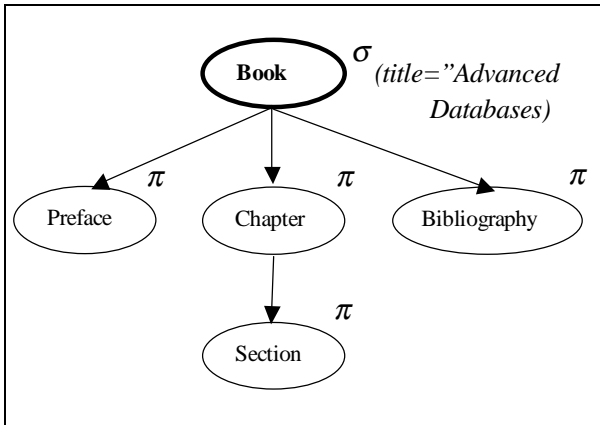 Book
σ
(title=”Advanced
Databases)
π
π
π
Preface
Chapter
Bibliography
π
Section